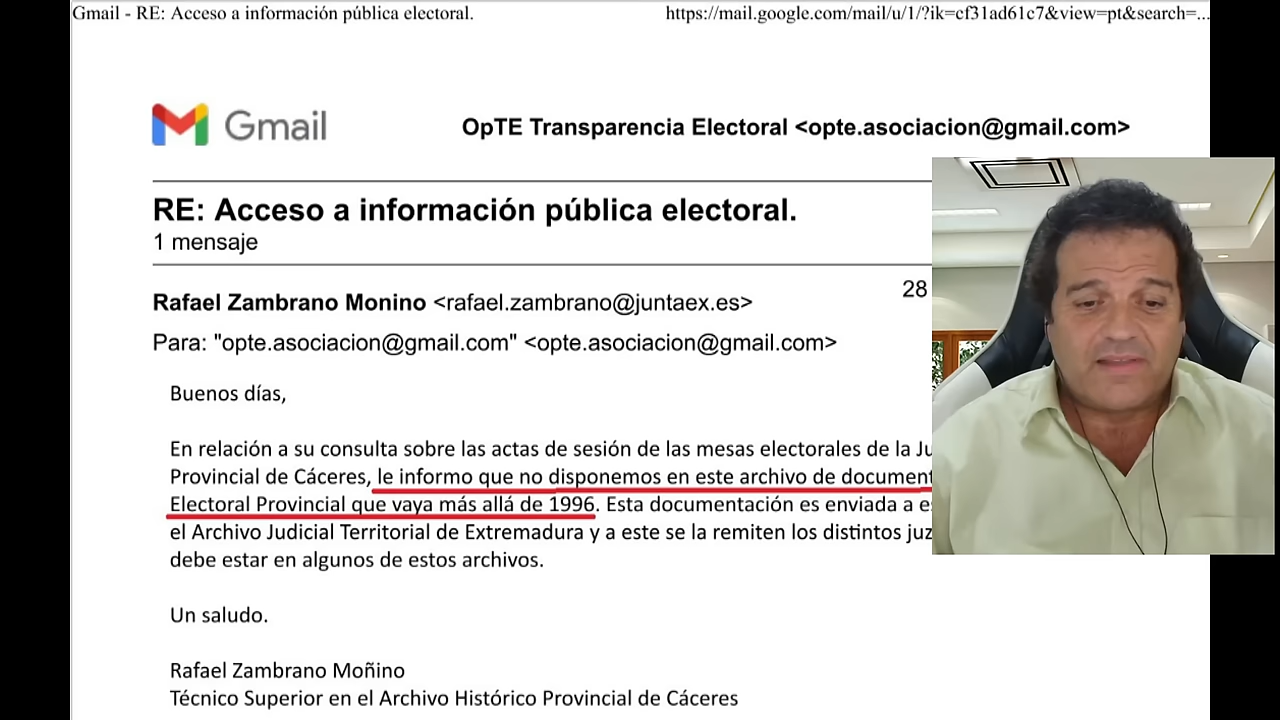 Gmail - RE: Acceso a información pública electoral.
https://mail.google.com/mail/u/1/?ik=cf31ad61c7&view=pt&search=...
Gmail
OpTE Transparencia Electoral <opte.asociacion@gmail.com>
RE: Acceso a información pública electoral.
1 mensaje
Rafael Zambrano Monino <rafael.zambrano@juntaex.es>
28
Para: "opte.asociacion@gmail.com" <opte.asociacion@gmail.com>
Buenos días,
En relación a su consulta sobre las actas de sesión de las mesas electorales de la
Provincial de Cáceres, le informo que no disponemos en este archivo de
Electoral Provincial que vaya más allá de 1996. Esta documentación es enviada a
el Archivo Judicial Territorial de Extremadura y a este se la remiten los distintos
debe estar en algunos de estos archivos.
Un saludo.
Rafael Zambrano Moñino
Técnico Superior en el Archivo Histórico Provincial de Cáceres